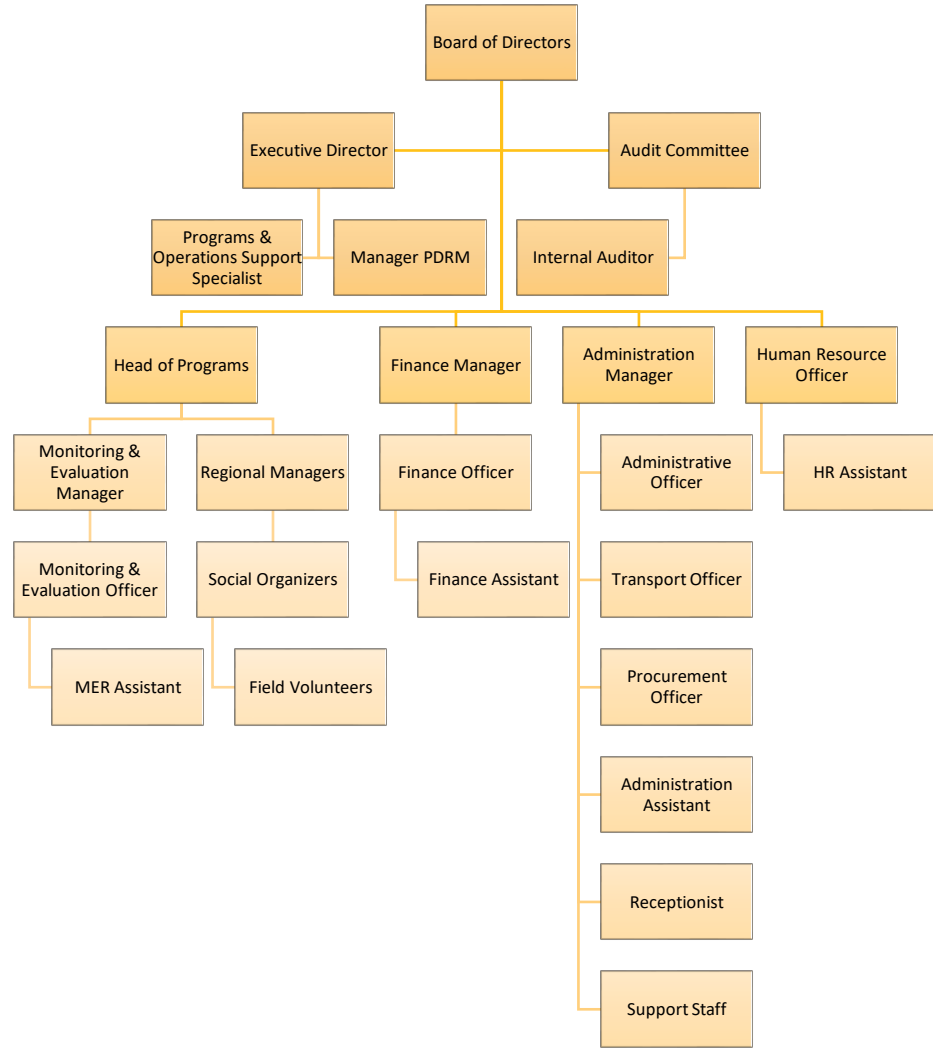 Board of Directors
Executive Director
Audit Committee
Programs &
Operations Support
Specialist
Manager PDRM
Internal Auditor
Head of Programs
Finance Manager
Administration
Manager
Human Resource
Officer
Monitoring &
Evaluation
Manager
Regional Managers
Finance Officer
Administrative
Officer
HR Assistant
Monitoring &
Evaluation Officer
Social Organizers
Finance Assistant
Transport Officer
MER Assistant
Field Volunteers
Procurement
Officer
Administration
Assistant
Receptionist
Support Staff